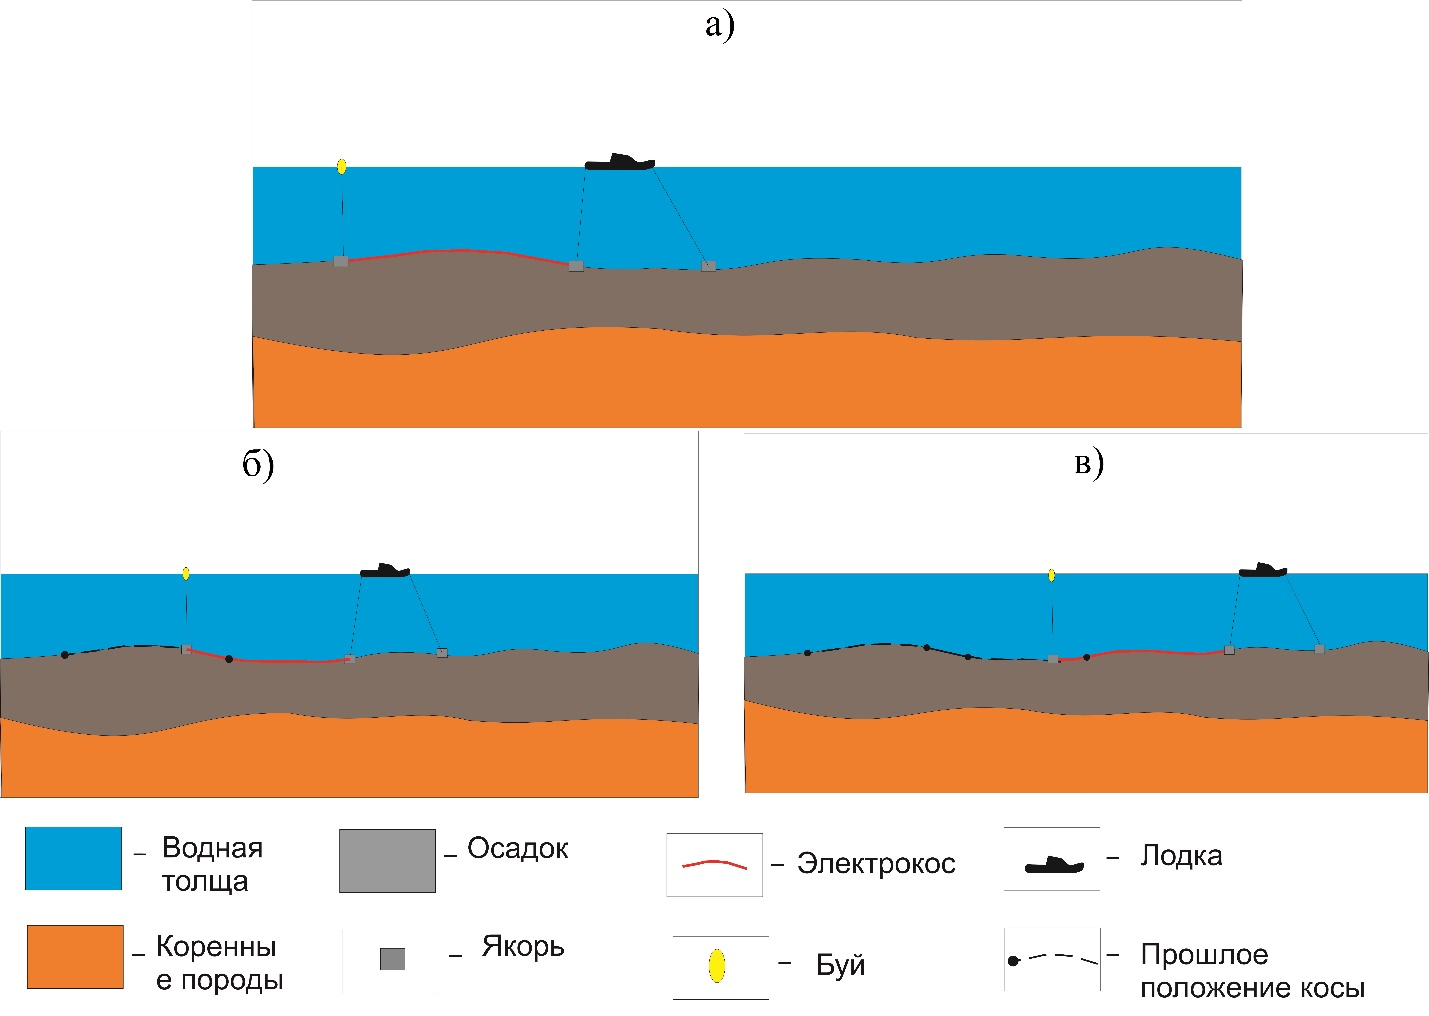 а)
б)
в)
– Водная
толща
– Осадок
– Электрокос
– Лодка
– Коренны
е породы
– Якорь
– Буй
– Прошлое
положение косы